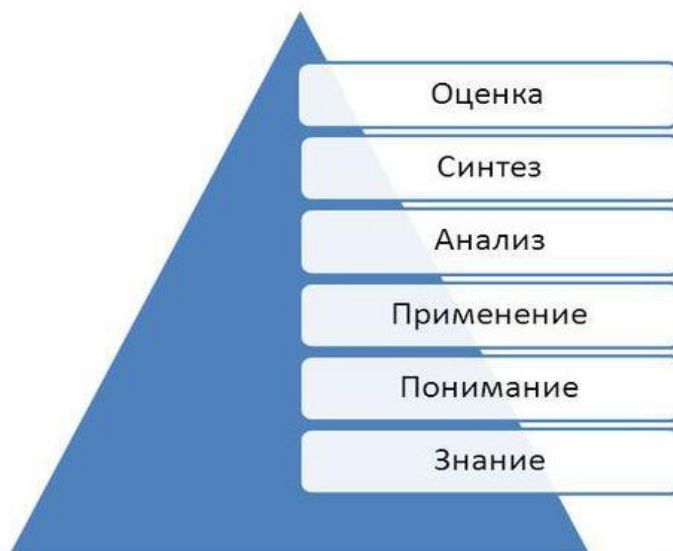 Оценка
Синтез
Анализ
Применение
Понимание
Знание